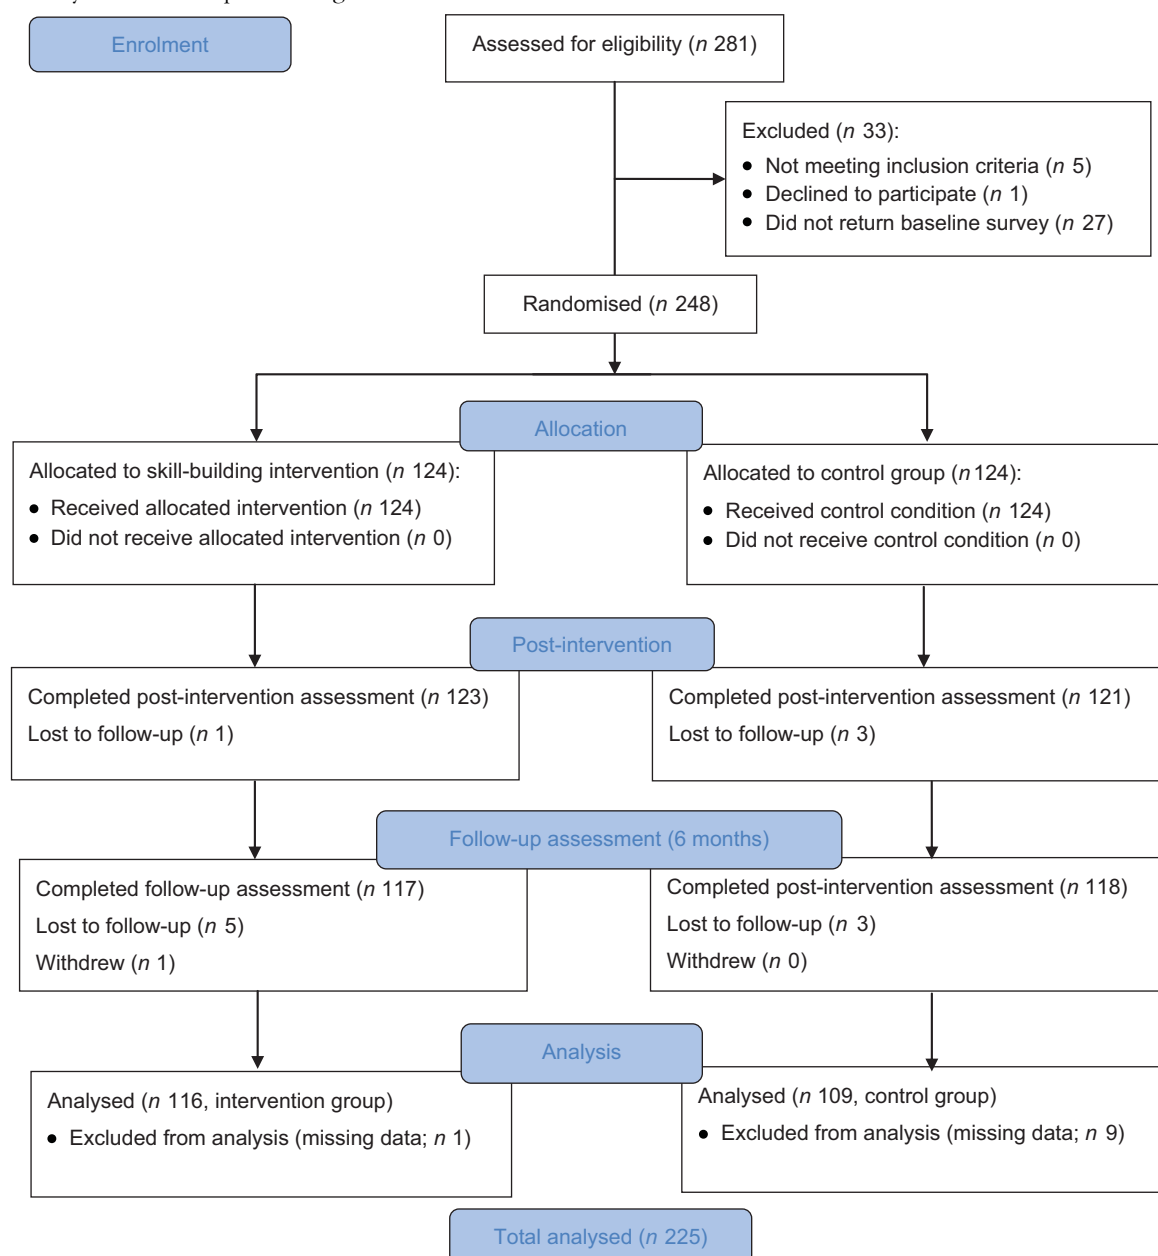 Enrolment
Assessed for eligibility (n 281)
Excluded (n 33):
• Not meeting inclusion criteria (n 5)
• Declined to participate (n 1)
• Did not return baseline survey (n 27)
Randomised (n 248)
Allocation
Allocated to skill-building intervention (n 124):
• Received allocated intervention (n 124)
• Did not receive allocated intervention (n 0)
Allocated to control group (n 124):
• Received control condition (n 124)
• Did not receive control condition (n 0)
Post-intervention
Completed post-intervention assessment (n 123)
Lost to follow-up (n 1)
Completed post-intervention assessment (n 121)
Lost to follow-up (n 3)
Follow-up assessment (6 months)
Completed follow-up assessment (n 117)
Lost to follow-up (n 5)
Withdrew (n 1)
Completed post-intervention assessment (n 118)
Lost to follow-up (n 3)
Withdrew (n 0)
Analysis
Analysed (n 116, intervention group)
• Excluded from analysis (missing data; n 1)
Analysed (n 109, control group)
• Excluded from analysis (missing data; n 9)
Total analysed (n 225)